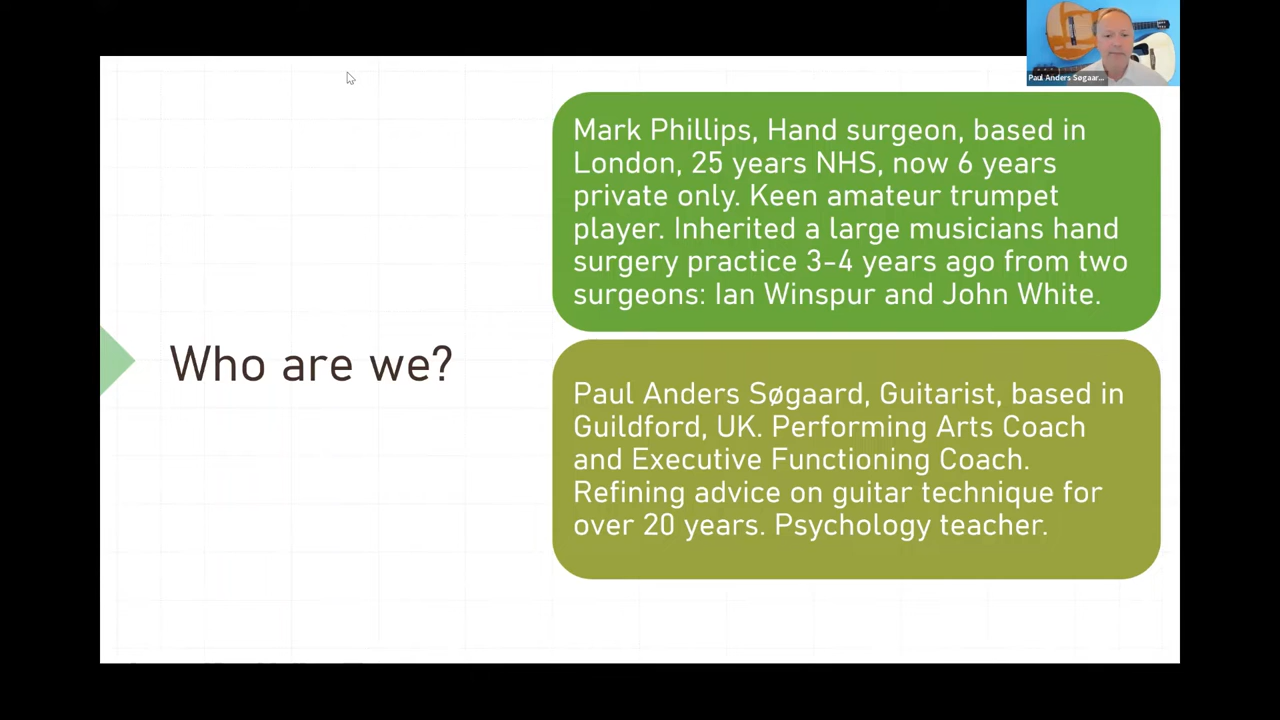 Paul Anders Søgaar...
Mark Phillips, Hand surgeon, based in
London, 25 years NHS, now 6 years
private only. Keen amateur trumpet
player. Inherited a large musicians hand
surgery practice 3-4 years ago from two
surgeons: Ian Winspur and John White.
Who are we?
Paul Anders Søgaard, Guitarist, based in
Guildford, UK. Performing Arts Coach
and Executive Functioning Coach.
Refining advice on guitar technique for
over 20 years. Psychology teacher.